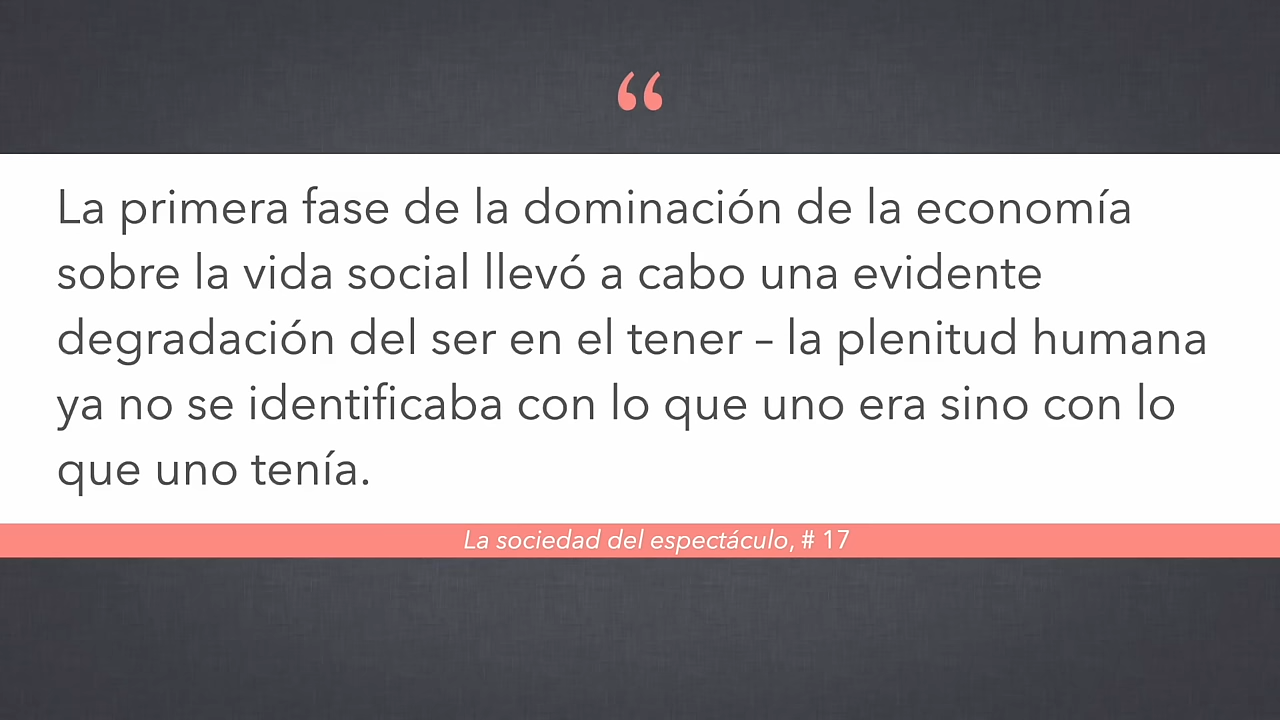 “
La primera fase de la dominación de la economía
sobre la vida social llevó a cabo una evidente
degradación del ser en el tener – la plenitud humana
ya no se identificaba con lo que uno era sino con lo
que uno tenía.
La sociedad del espectáculo, # 17